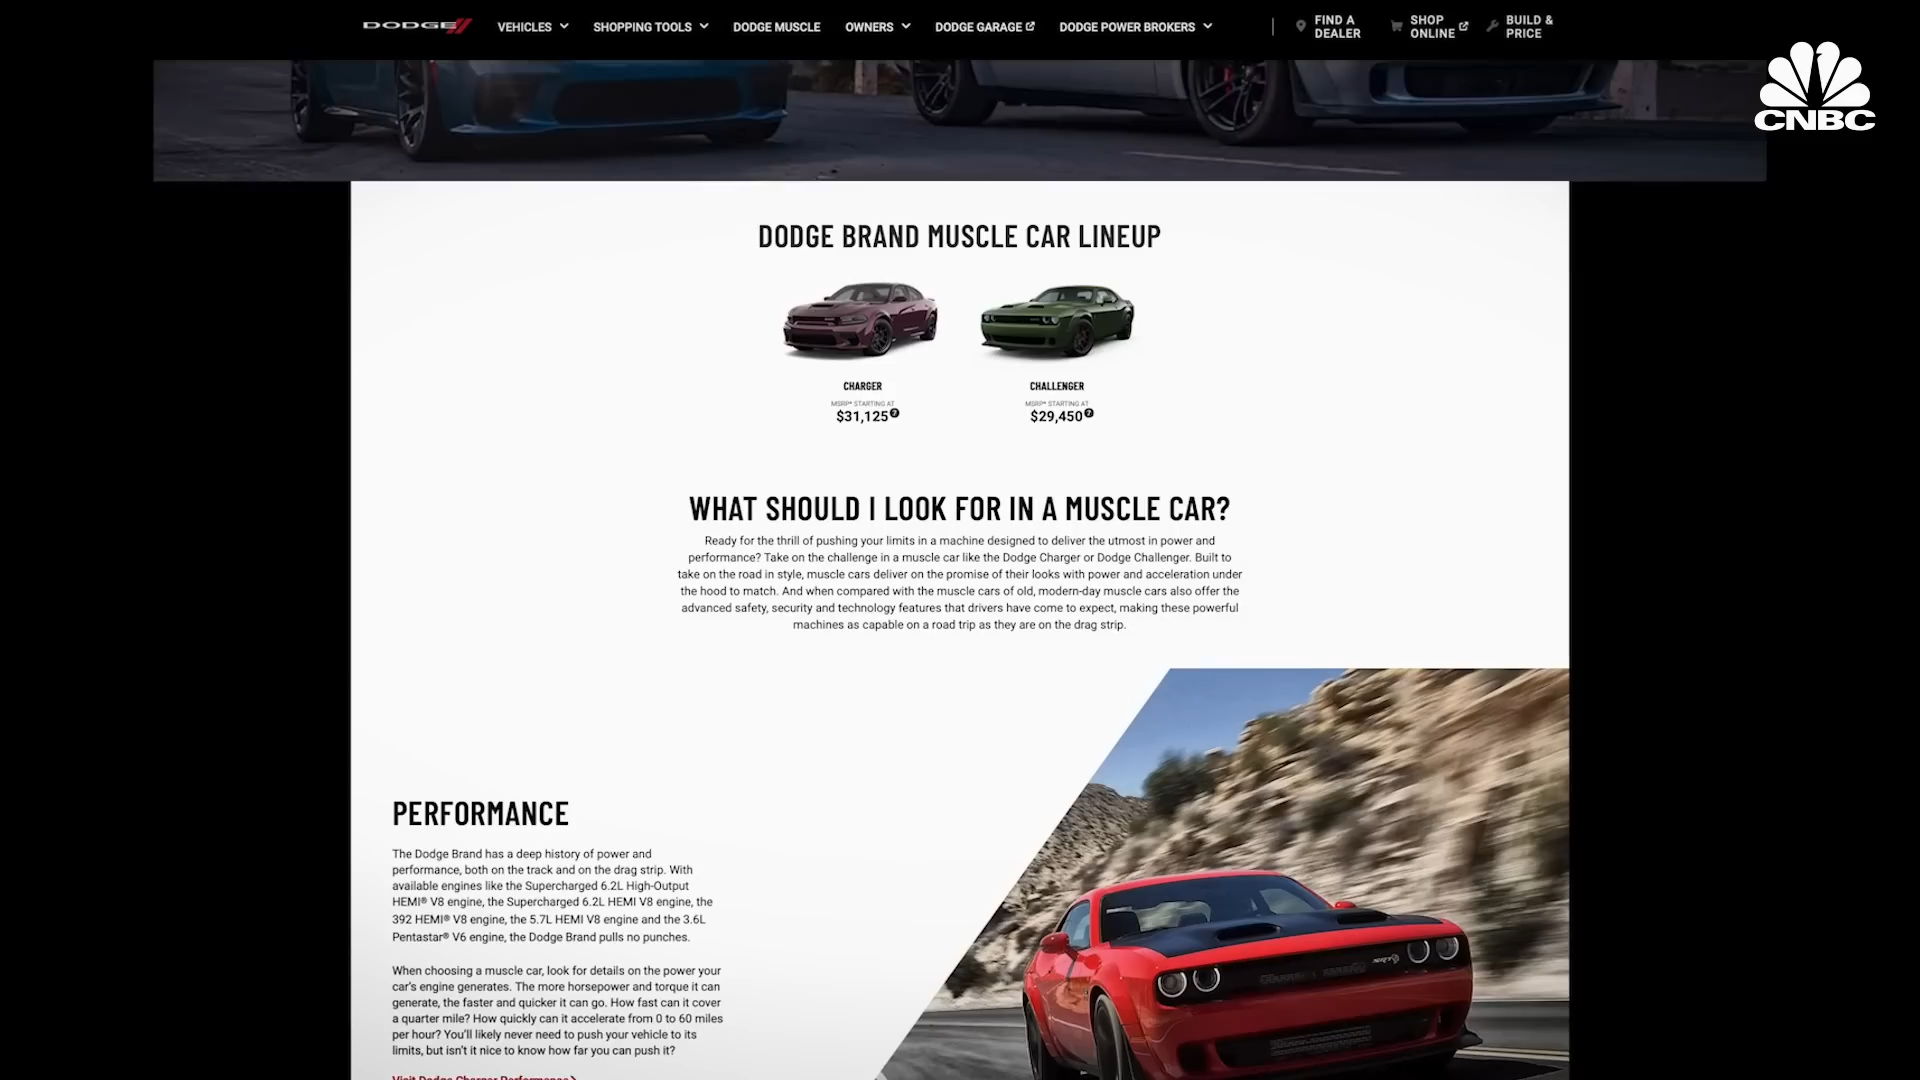 DODGE
VEHICLES
SHOPPING TOOLS
DODGE MUSCLE
OWNERS
DODGE GARAGE
DODGE POWER BROKERS
FIND A
DEALER
SHOP
ONLINE
BUILD &
PRICE
CNBC
DODGE BRAND MUSCLE CAR LINEUP
CHARGER
MSRP* STARTING AT
$31,125
CHALLENGER
MSRP* STARTING AT
$29,450
WHAT SHOULD I LOOK FOR IN A MUSCLE CAR?
Ready for the thrill of pushing your limits in a machine designed to deliver the utmost in power and
performance? Take on the challenge in a muscle car like the Dodge Charger or Dodge Challenger. Built to
take on the road in style, muscle cars deliver on the promise of their looks with power and acceleration under
the hood to match. And when compared with the muscle cars of old, modern-day muscle cars also offer the
advanced safety, security and technology features that drivers have come to expect, making these powerful
machines as capable on a road trip as they are on the drag strip.
PERFORMANCE
The Dodge Brand has a deep history of power and
performance, both on the track and on the drag strip. With
available engines like the Supercharged 6.2L High-Output
HEMI® V8 engine, the Supercharged 6.2L HEMI V8 engine, the
392 HEMI® V8 engine, the 5.7L HEMI V8 engine and the 3.6L
Pentastar® V6 engine, the Dodge Brand pulls no punches.
When choosing a muscle car, look for details on the power your
car's engine generates. The more horsepower and torque it can
generate, the faster and quicker it can go. How fast can it cover
a quarter mile? How quickly can it accelerate from 0 to 60 miles
per hour? You'll likely never need to push your vehicle to its
limits, but isn't it nice to know how far you can push it?
Visit Dodge Charger Performance
SRT